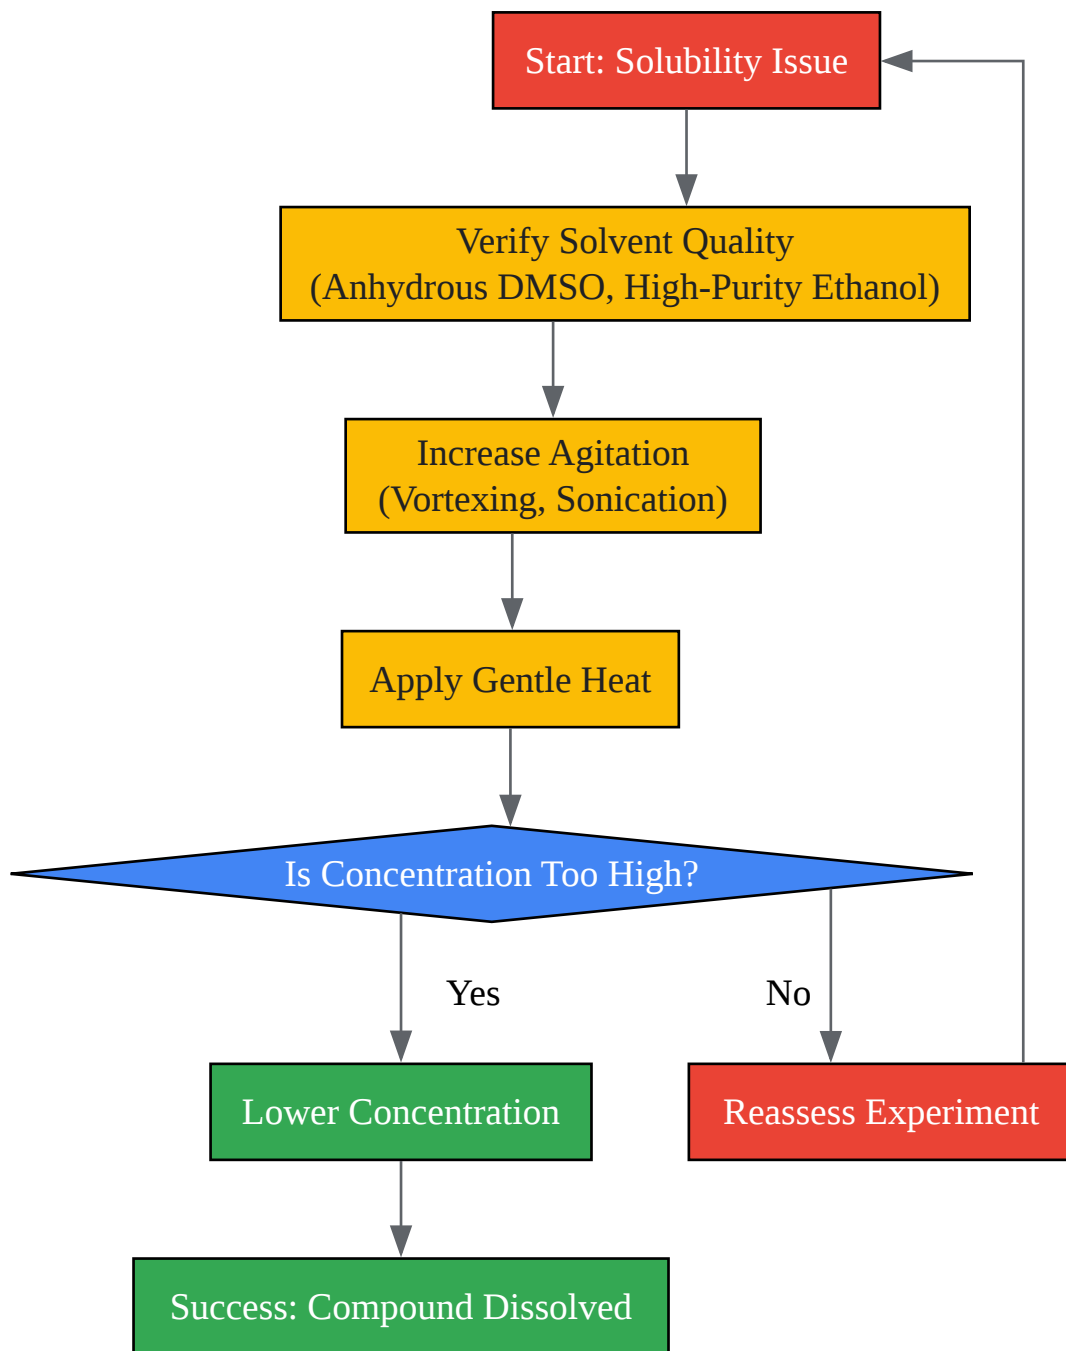 Start: Solubility Issue
Verify Solvent Quality
(Anhydrous DMSO, High-Purity Ethanol)
Increase Agitation
(Vortexing, Sonication)
Apply Gentle Heat
Is Concentration Too High?
Yes
No
Lower Concentration
Reassess Experiment
Success: Compound Dissolved